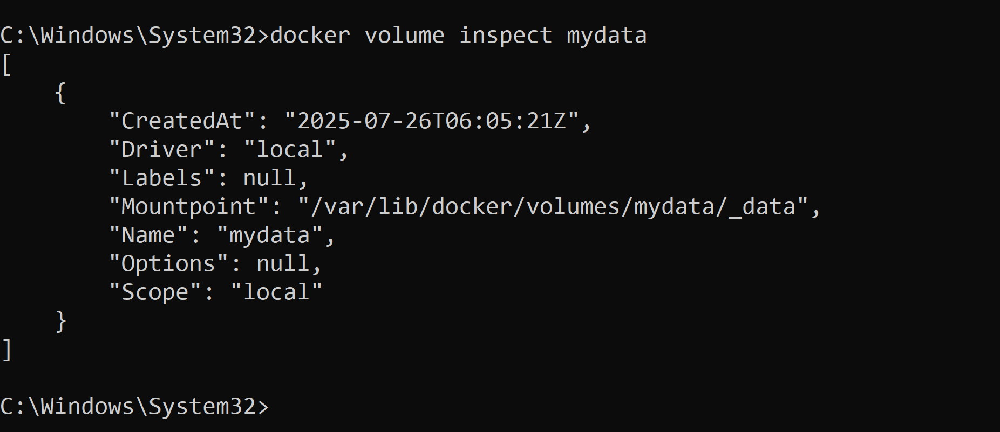 C:\Windows\System32>docker volume inspect mydata
[
    {
        "CreatedAt": "2025-07-26T06:05:21Z",
        "Driver": "local",
        "Labels": null,
        "Mountpoint": "/var/lib/docker/volumes/mydata/_data",
        "Name": "mydata",
        "Options": null,
        "Scope": "local"
    }
]
C:\Windows\System32>